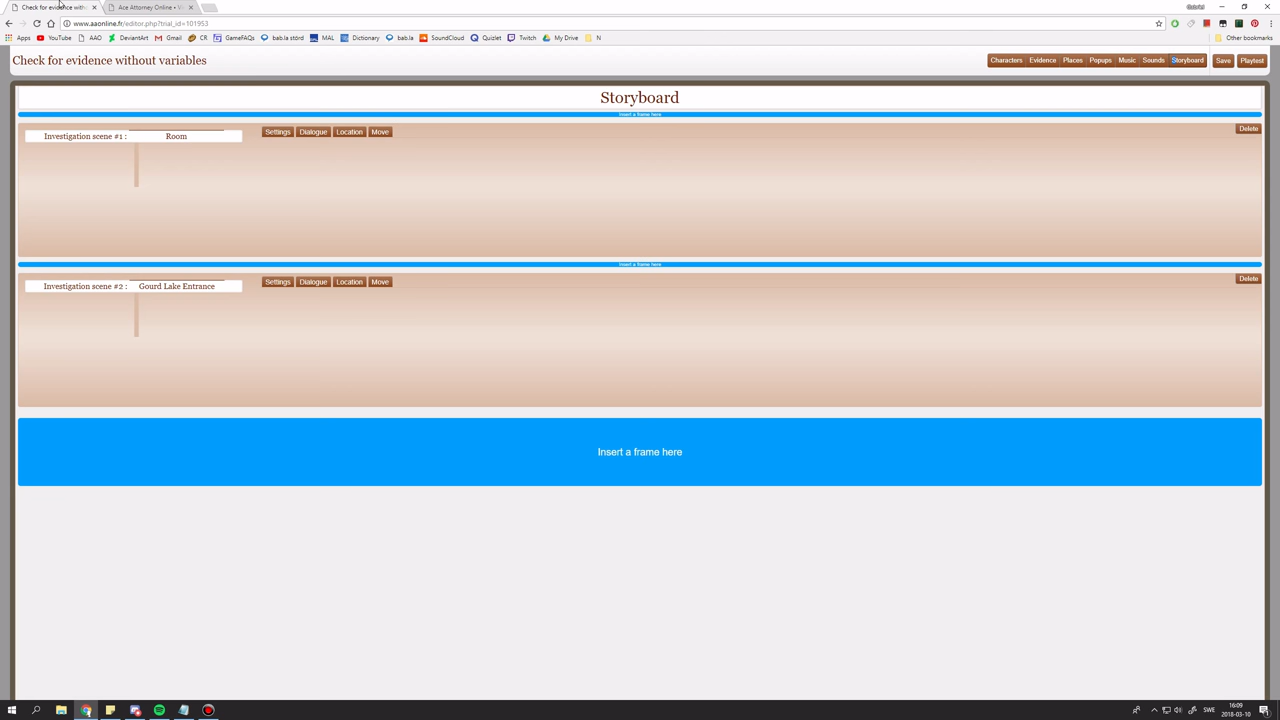 Check for evidence with
Ace Attorney Online • V
www.aaonline.fr/editor.php?trial_id=101953
Apps YouTube AAO DeviantArt Gmail CR GameFAQs bab.la störd MAL Dictionary bab.la SoundCloud Quizlet Twitch My Drive N Other bookmarks
Check for evidence without variables
Characters Evidence Places Popups Music Sounds Storyboard Save Playtest
Storyboard
Insert a frame here
Investigation scene #1 : Room Settings Dialogue Location Move Delete
Insert a frame here
Investigation scene #2 : Gourd Lake Entrance Settings Dialogue Location Move Delete
Insert a frame here
SWE
16:09
2018-03-10